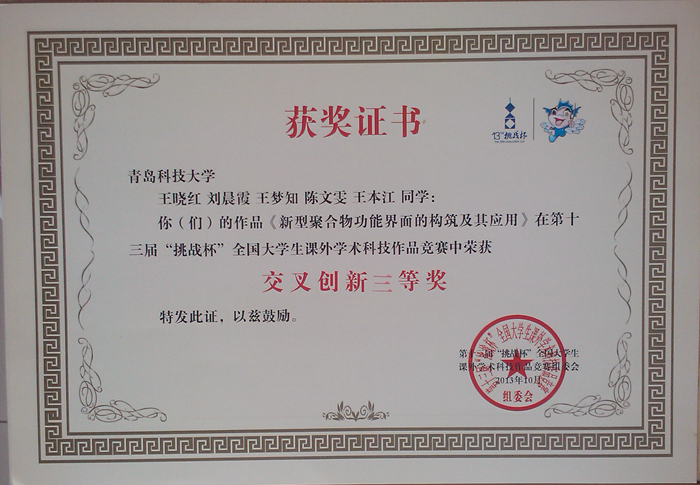 获奖证书
13TH 挑战杯
青岛科技大学
王晓红 刘晨霞 王梦知 陈文雯 王本江 同学：
你（们）的作品《新型聚合物功能界面的构筑及其应用》在第十
三届“挑战杯”全国大学生课外学术科技作品竞赛中荣获
交叉创新三等奖
特发此证，以兹鼓励。
第十三届“挑战杯”全国大学生
课外学术科技作品竞赛组委会
2013年10月
组委会